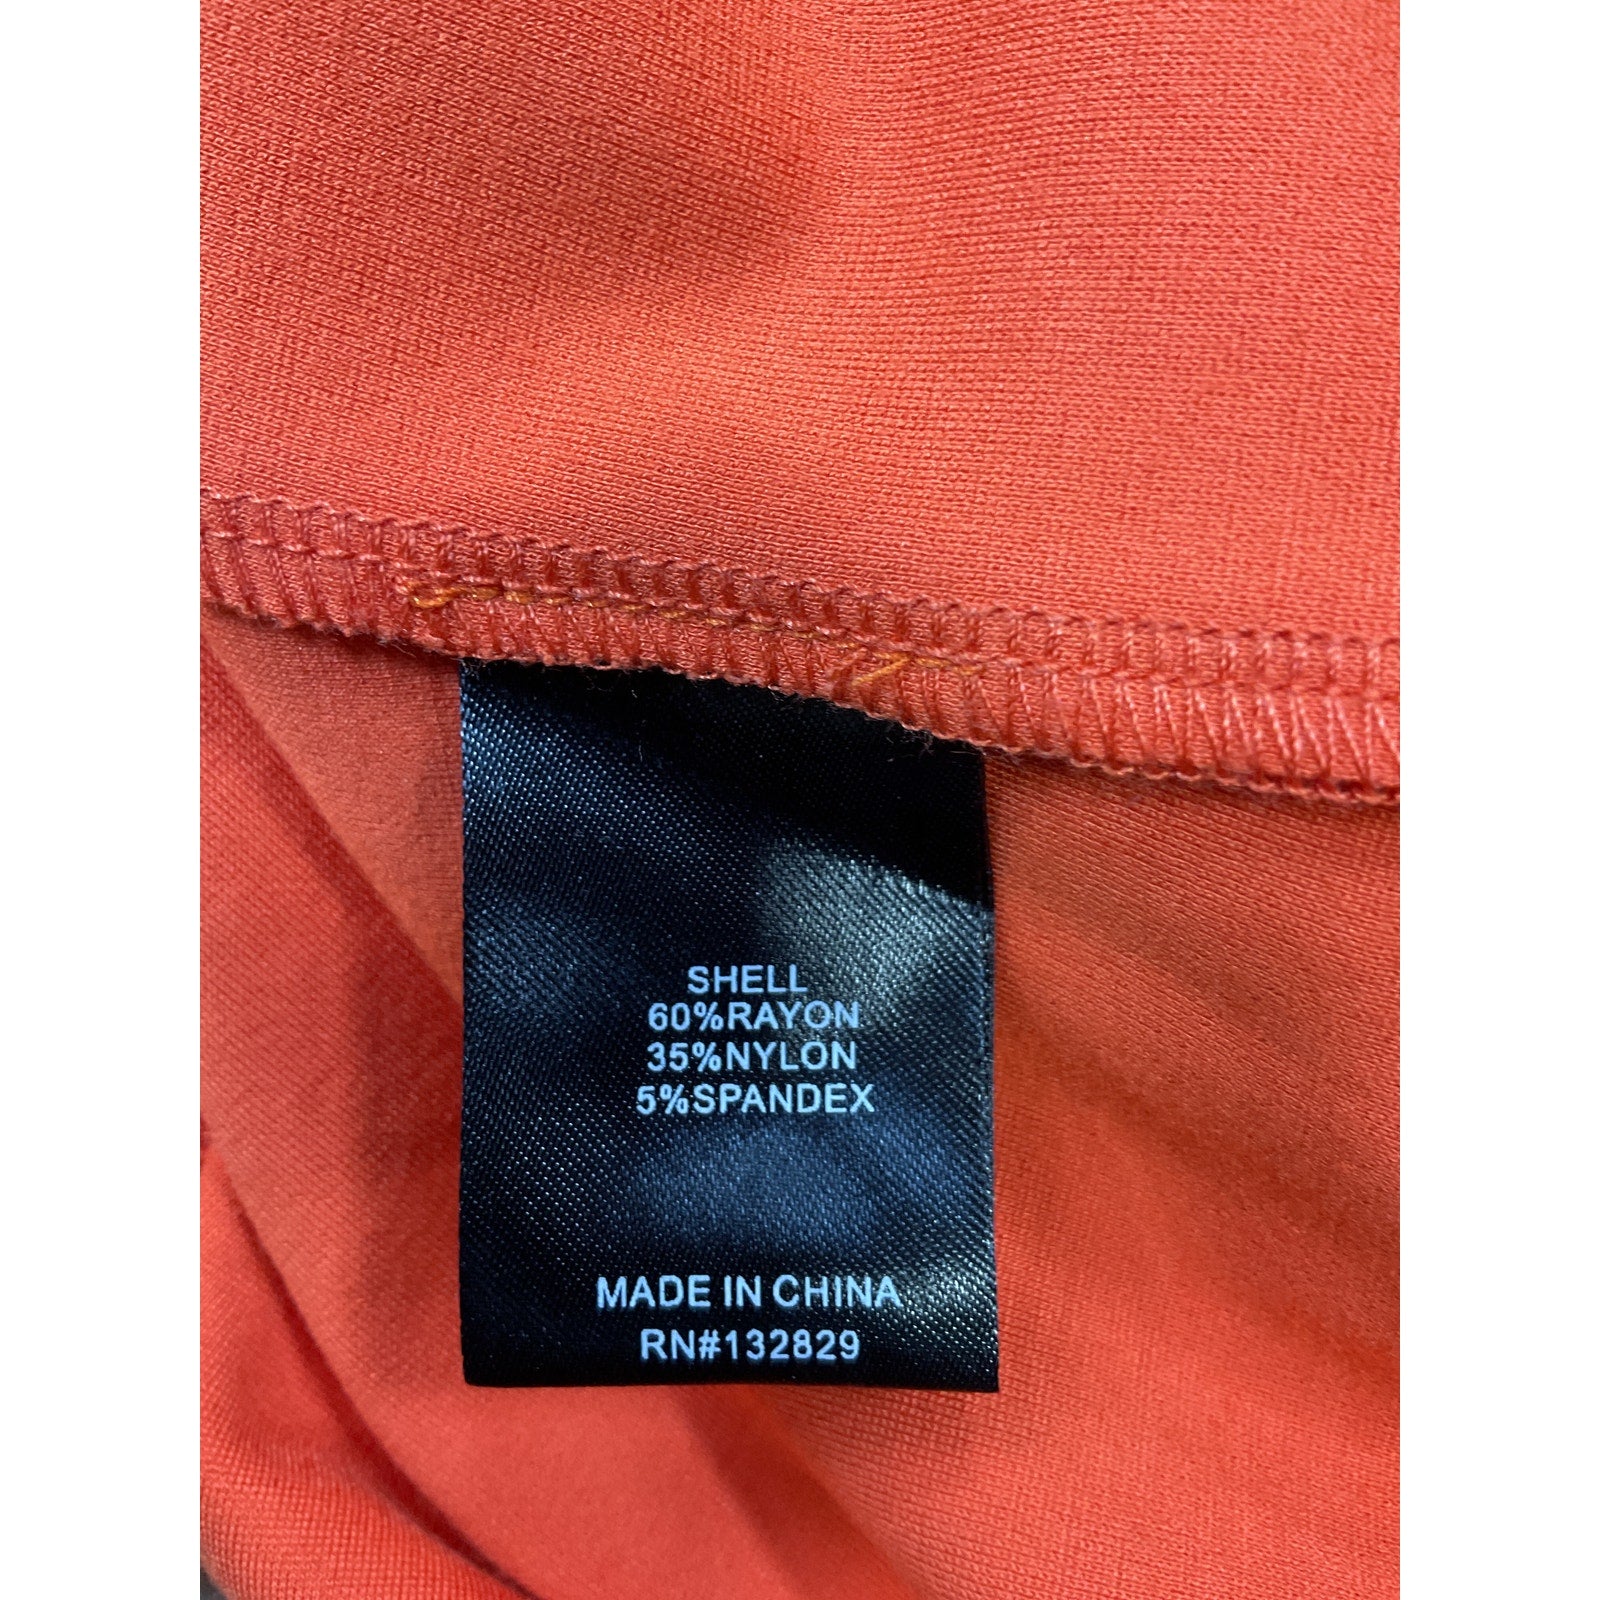 SHELL
60%RAYON
35%NYLON
5%SPANDEX
MADE IN CHINA
RN#132829